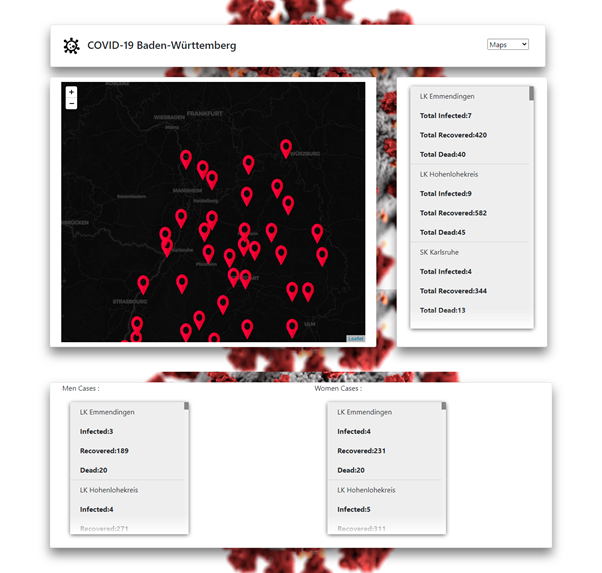 COVID-19 Baden-Württemberg
Maps
+
−
FRANKFURT
WIESBADEN
Mainz
WÜRZBURG
MANNHEIM
Heidelberg
STRASBOURG
ULM
Leaflet
LK Emmendingen
Total Infected:7
Total Recovered:420
Total Dead:40
LK Hohenlohekreis
Total Infected:9
Total Recovered:582
Total Dead:45
SK Karlsruhe
Total Infected:4
Total Recovered:344
Total Dead:13
Men Cases :
LK Emmendingen
Infected:3
Recovered:189
Dead:20
LK Hohenlohekreis
Infected:4
Recovered:271
Women Cases :
LK Emmendingen
Infected:4
Recovered:231
Dead:20
LK Hohenlohekreis
Infected:5
Recovered:311